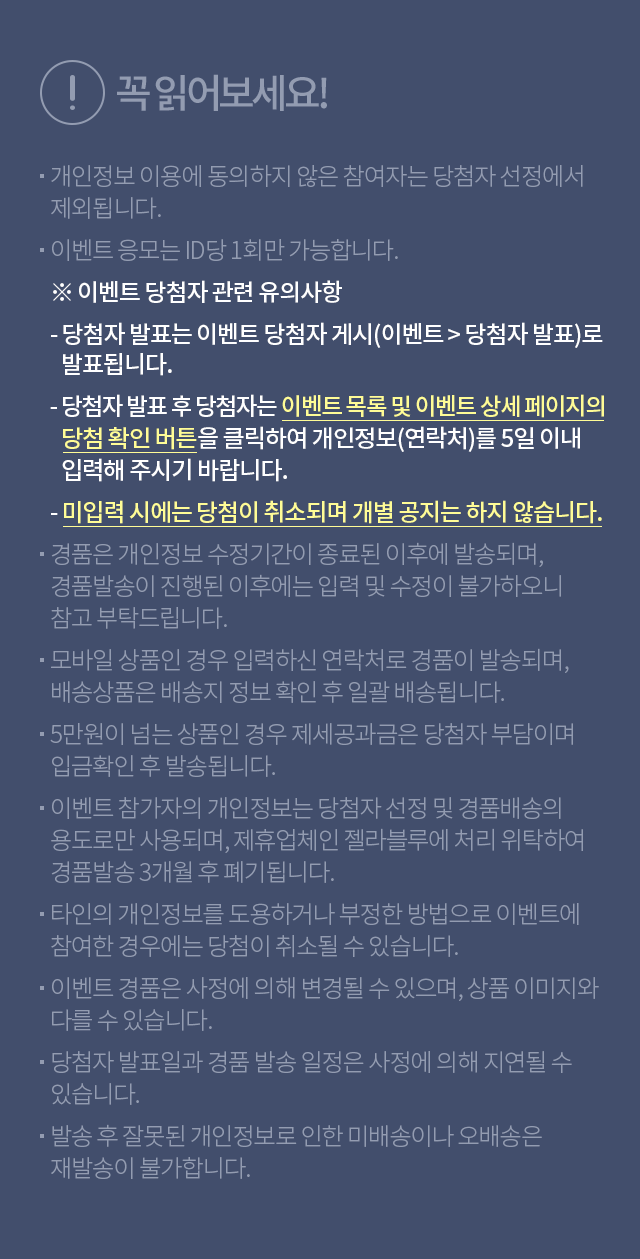 ! 꼭 읽어보세요!
· 개인정보 이용에 동의하지 않은 참여자는 당첨자 선정에서
제외됩니다.
· 이벤트 응모는 ID당 1회만 가능합니다.
※ 이벤트 당첨자 관련 유의사항
- 당첨자 발표는 이벤트 당첨자 게시(이벤트 > 당첨자 발표)로
발표됩니다.
- 당첨자 발표 후 당첨자는 이벤트 목록 및 이벤트 상세 페이지의
당첨 확인 버튼을 클릭하여 개인정보(연락처)를 5일 이내
입력해 주시기 바랍니다.
- 미입력 시에는 당첨이 취소되며 개별 공지는 하지 않습니다.
· 경품은 개인정보 수정기간이 종료된 이후에 발송되며,
경품발송이 진행된 이후에는 입력 및 수정이 불가하오니
참고 부탁드립니다.
· 모바일 상품인 경우 입력하신 연락처로 경품이 발송되며,
배송상품은 배송지 정보 확인 후 일괄 배송됩니다.
· 5만원이 넘는 상품인 경우 제세공과금은 당첨자 부담이며
입금확인 후 발송됩니다.
· 이벤트 참가자의 개인정보는 당첨자 선정 및 경품배송의
용도로만 사용되며, 제휴업체인 젤라블루에 처리 위탁하여
경품발송 3개월 후 폐기됩니다.
· 타인의 개인정보를 도용하거나 부정한 방법으로 이벤트에
참여한 경우에는 당첨이 취소될 수 있습니다.
· 이벤트 경품은 사정에 의해 변경될 수 있으며, 상품 이미지와
다를 수 있습니다.
· 당첨자 발표일과 경품 발송 일정은 사정에 의해 지연될 수
있습니다.
· 발송 후 잘못된 개인정보로 인한 미배송이나 오배송은
재발송이 불가합니다.